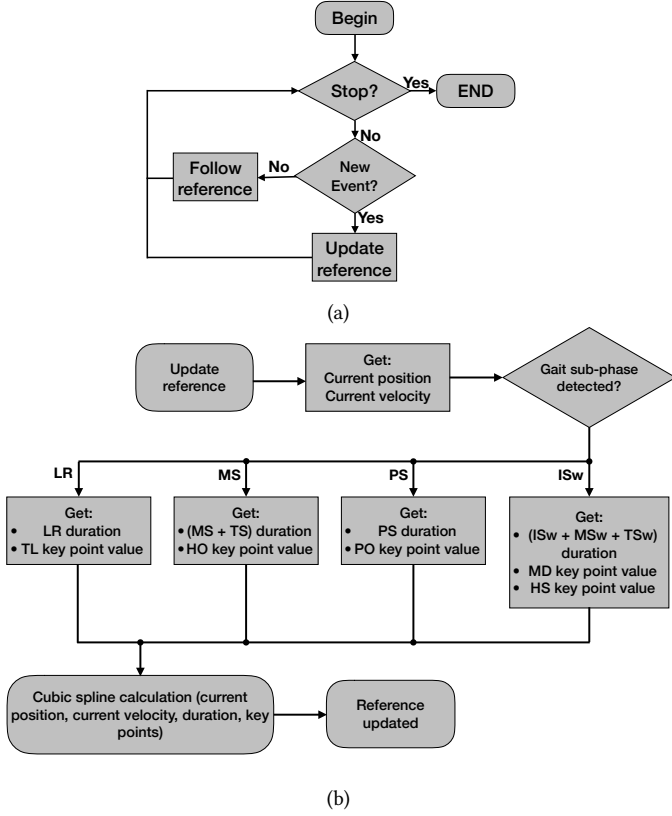 Begin
Stop?
Yes
END
No
New
Event?
No
Follow
reference
Yes
Update
reference
(a)
Update
reference
Get:
Current position
Current velocity
Gait sub-phase
detected?
LR
MS
PS
ISw
Get:
• LR duration
• TL key point value
Get:
• (MS + TS) duration
• HO key point value
Get:
• PS duration
• PO key point value
Get:
• (ISw + MSw + TSw)
duration
• MD key point value
• HS key point value
Cubic spline calculation (current
position, current velocity, duration, key
points)
Reference
updated
(b)